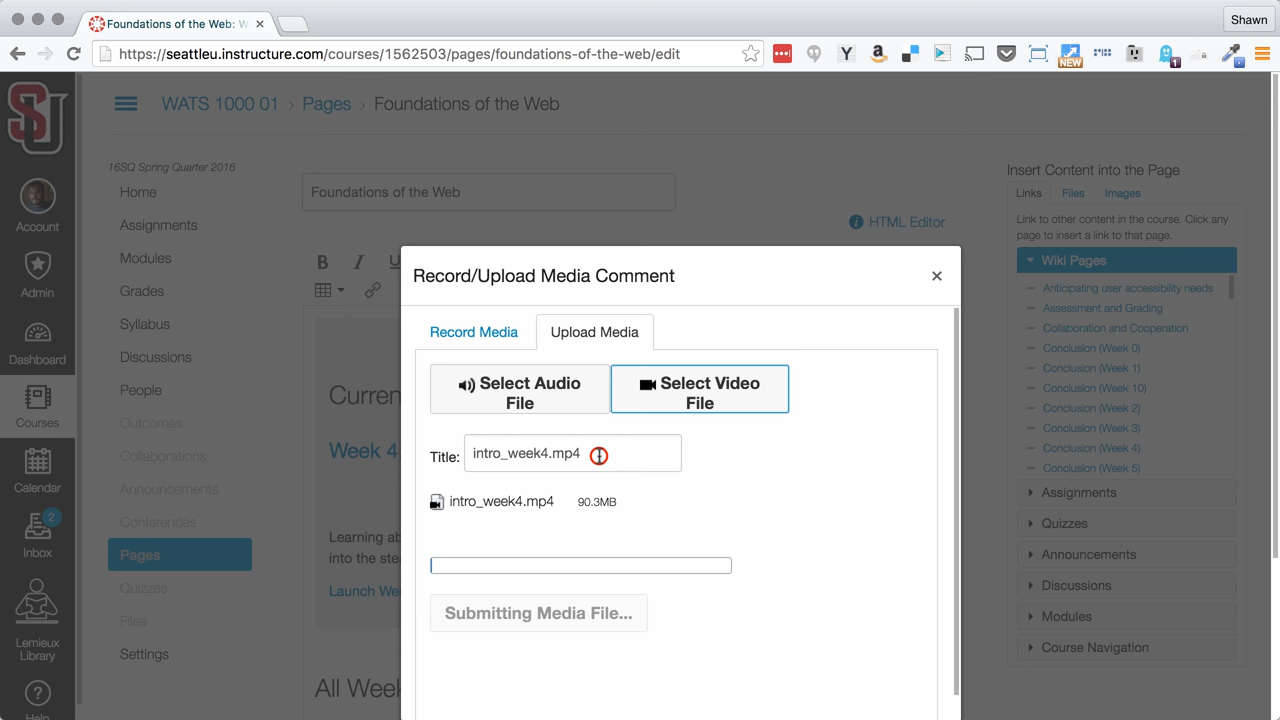 Foundations of the Web: W
Shawn
https://seattleu.instructure.com/courses/1562503/pages/foundations-of-the-web/edit
Y
a
NEW
1
SU
WATS 1000 01 › Pages › Foundations of the Web
Account
Admin
Dashboard
Courses
Calendar
2
Inbox
Lemieux
Library
Help
16SQ Spring Quarter 2016
Home
Assignments
Modules
Grades
Syllabus
Discussions
People
Outcomes
Collaborations
Announcements
Conferences
Pages
Quizzes
Files
Settings
Foundations of the Web
HTML Editor
B I U
Curren
Week 4
Learning ab
into the ste
Launch We
All Week
Record/Upload Media Comment
×
Record Media
Upload Media
Select Audio
File
Select Video
File
Title: intro_week4.mp4
intro_week4.mp4 90.3MB
Submitting Media File...
Insert Content into the Page
Links Files Images
Link to other content in the course. Click any
page to insert a link to that page.
Wiki Pages
Anticipating user accessibility needs
Assessment and Grading
Collaboration and Cooperation
Conclusion (Week 0)
Conclusion (Week 1)
Conclusion (Week 10)
Conclusion (Week 2)
Conclusion (Week 3)
Conclusion (Week 4)
Conclusion (Week 5)
Assignments
Quizzes
Announcements
Discussions
Modules
Course Navigation